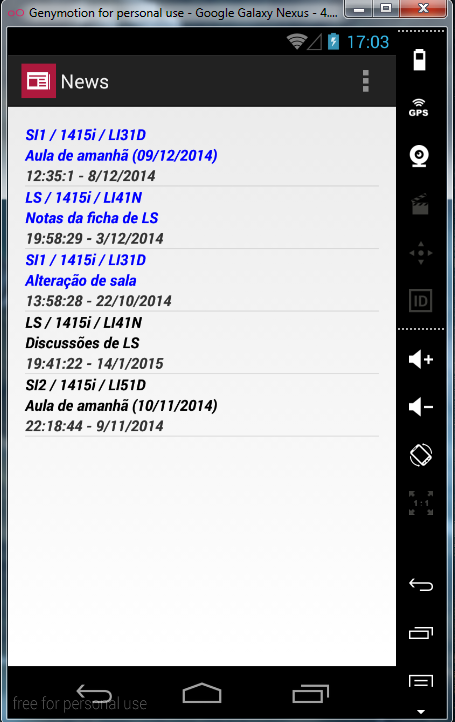 Genymotion for personal use - Google Galaxy Nexus - 4....
17:03
News
GPS
SI1 / 1415i / LI31D
Aula de amanhã (09/12/2014)
12:35:1 - 8/12/2014
LS / 1415i / LI41N
Notas da ficha de LS
19:58:29 - 3/12/2014
SI1 / 1415i / LI31D
Alteração de sala
13:58:28 - 22/10/2014
ID
LS / 1415i / LI41N
Discussões de LS
19:41:22 - 14/1/2015
SI2 / 1415i / LI51D
Aula de amanhã (10/11/2014)
22:18:44 - 9/11/2014
1:1
free for personal use